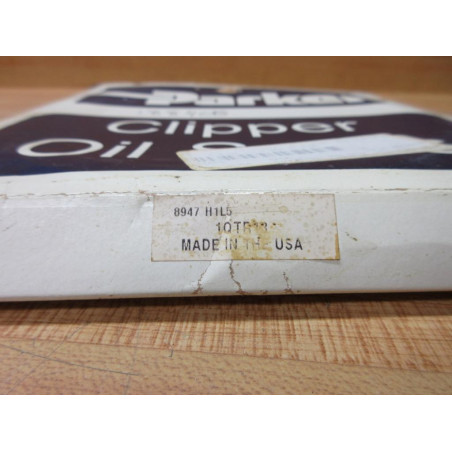 Parker
Clipper
Oil
8947 H1L5
MADE IN THE USA